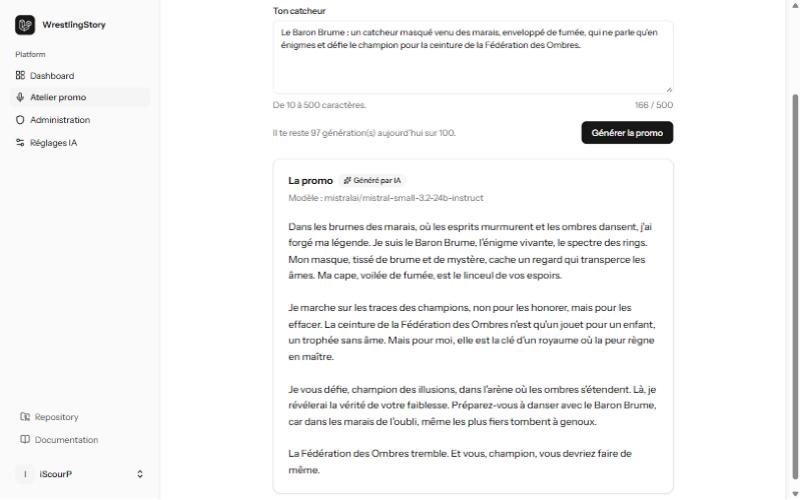 WrestlingStory
Platform
Dashboard
Atelier promo
Administration
Réglages IA
Repository
Documentation
I iScourP
Ton catcheur
Le Baron Brume : un catcheur masqué venu des marais, enveloppé de fumée, qui ne parle qu'en
énigmes et défie le champion pour la ceinture de la Fédération des Ombres.
De 10 à 500 caractères.
166 / 500
Il te reste 97 génération(s) aujourd'hui sur 100.
Générer la promo
La promo
Généré par IA
Modèle : mistralai/mistral-small-3.2-24b-instruct
Dans les brumes des marais, où les esprits murmurent et les ombres dansent, j'ai
forgé ma légende. Je suis le Baron Brume, l'énigme vivante, le spectre des rings.
Mon masque, tissé de brume et de mystère, cache un regard qui transperce les
âmes. Ma cape, voilée de fumée, est le linceul de vos espoirs.
Je marche sur les traces des champions, non pour les honorer, mais pour les
effacer. La ceinture de la Fédération des Ombres n'est qu'un jouet pour un enfant,
un trophée sans âme. Mais pour moi, elle est la clé d'un royaume où la peur règne
en maître.
Je vous défie, champion des illusions, dans l'arène où les ombres s'étendent. Là, je
révélerai la vérité de votre faiblesse. Préparez-vous à danser avec le Baron Brume,
car dans les marais de l'oubli, même les plus fiers tombent à genoux.
La Fédération des Ombres tremble. Et vous, champion, vous devriez faire de
même.